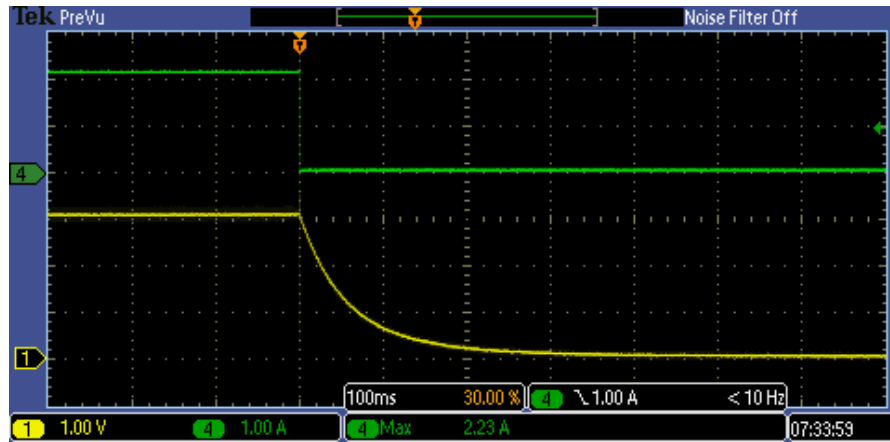 Tek PreVu Noise Filter Off
T
T
4
1
100ms 30.00 % 4 1.00 A < 10 Hz
1 1.00 V 4 1.00 A 4 Max 2.23 A 07:33:59